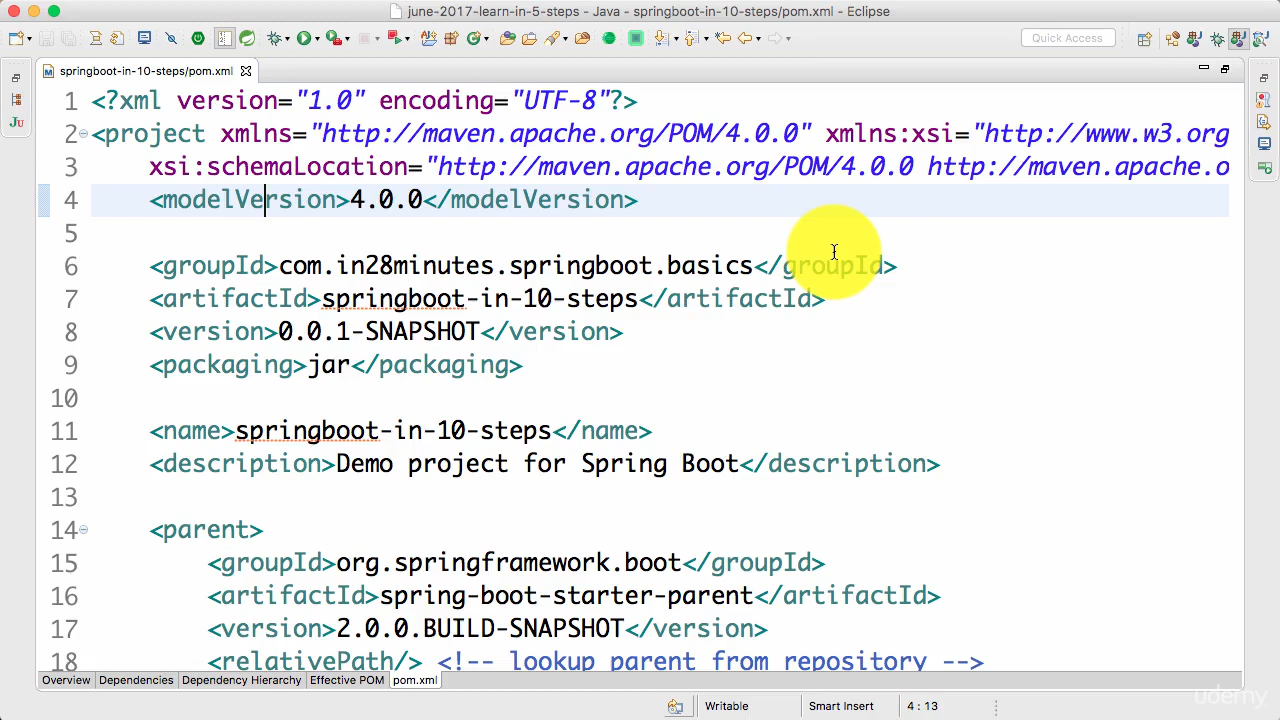 june-2017-learn-in-5-steps - Java - springboot-in-10-steps/pom.xml - Eclipse
Quick Access
springboot-in-10-steps/pom.xml
1 <?xml version="1.0" encoding="UTF-8"?>
2 <project xmlns="http://maven.apache.org/POM/4.0.0" xmlns:xsi="http://www.w3.org
3 xsi:schemaLocation="http://maven.apache.org/POM/4.0.0 http://maven.apache.o
4 <modelVersion>4.0.0</modelVersion>
5
6 <groupId>com.in28minutes.springboot.basics</groupId>
7 <artifactId>springboot-in-10-steps</artifactId>
8 <version>0.0.1-SNAPSHOT</version>
9 <packaging>jar</packaging>
10
11 <name>springboot-in-10-steps</name>
12 <description>Demo project for Spring Boot</description>
13
14 <parent>
15 <groupId>org.springframework.boot</groupId>
16 <artifactId>spring-boot-starter-parent</artifactId>
17 <version>2.0.0.BUILD-SNAPSHOT</version>
18 <relativePath/> <!-- lookup parent from repository -->
Overview Dependencies Dependency Hierarchy Effective POM pom.xml
Writable Smart Insert 4 : 13
udemy